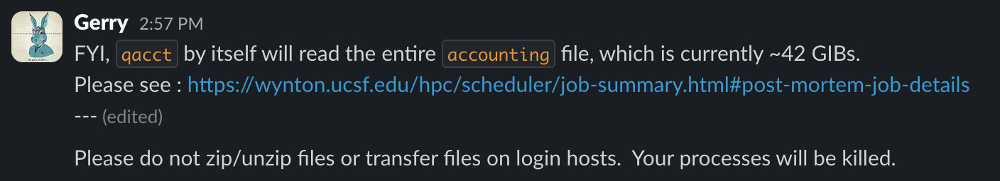 Gerry 2:57 PM
FYI, qacct by itself will read the entire accounting file, which is currently ~42 GIBs.
Please see : https://wynton.ucsf.edu/hpc/scheduler/job-summary.html#post-mortem-job-details
--- (edited)
Please do not zip/unzip files or transfer files on login hosts.  Your processes will be killed.